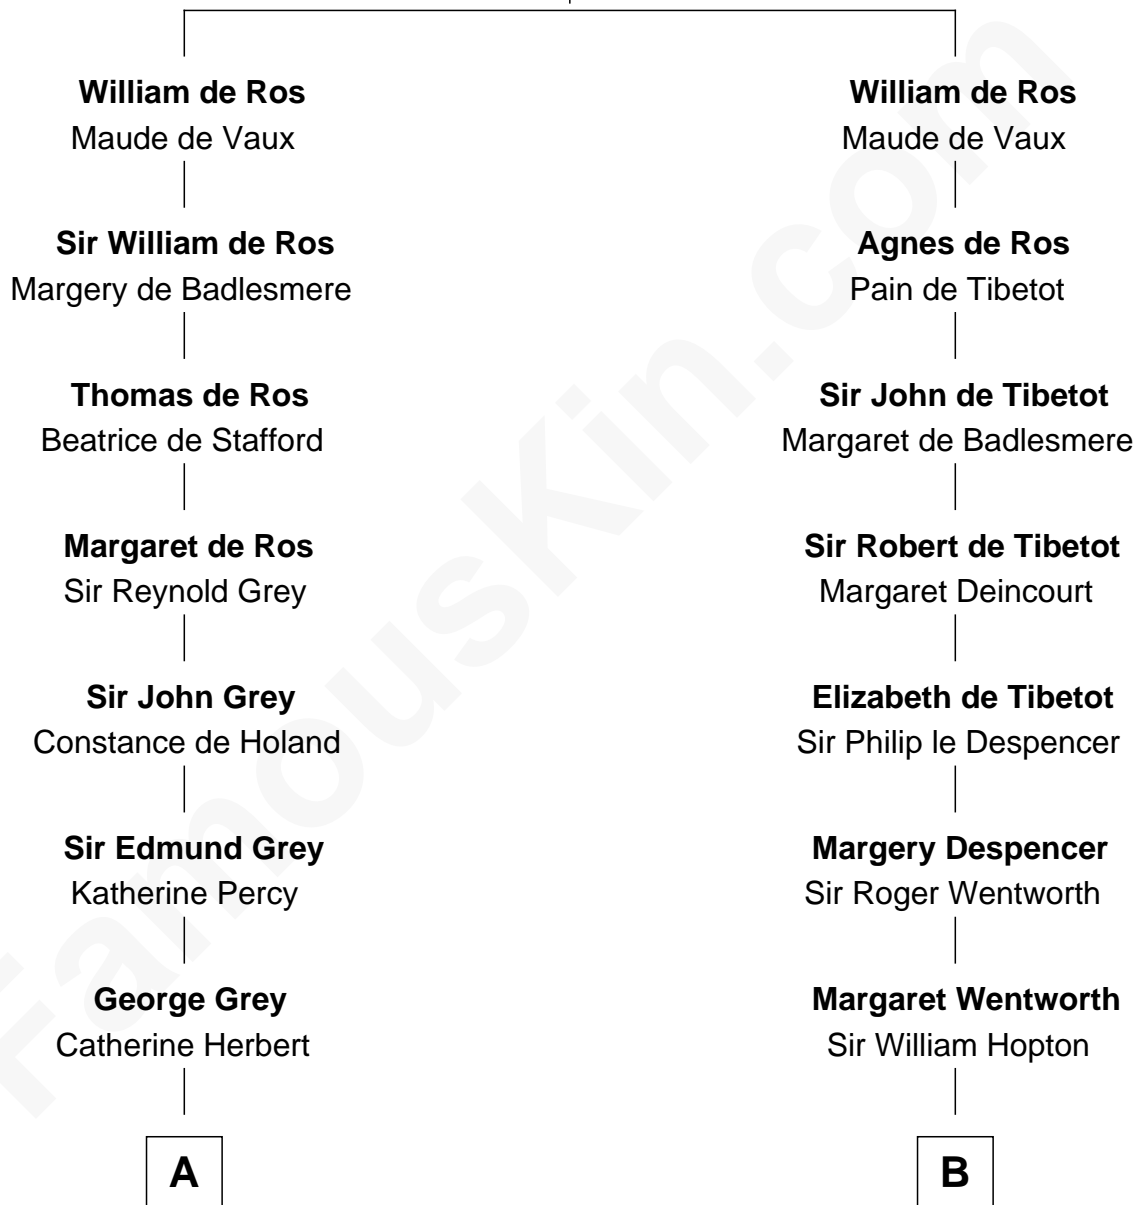 William de Ros
Maude de Vaux
Sir William de Ros
Margery de Badlesmere
Thomas de Ros
Beatrice de Stafford
Margaret de Ros
Sir Reynold Grey
Sir John Grey
Constance de Holand
Sir Edmund Grey
Katherine Percy
George Grey
Catherine Herbert
A
William de Ros
Maude de Vaux
Agnes de Ros
Pain de Tibetot
Sir John de Tibetot
Margaret de Badlesmere
Sir Robert de Tibetot
Margaret Deincourt
Elizabeth de Tibetot
Sir Philip le Despencer
Margery Despencer
Sir Roger Wentworth
Margaret Wentworth
Sir William Hopton
B
FamousKin.com